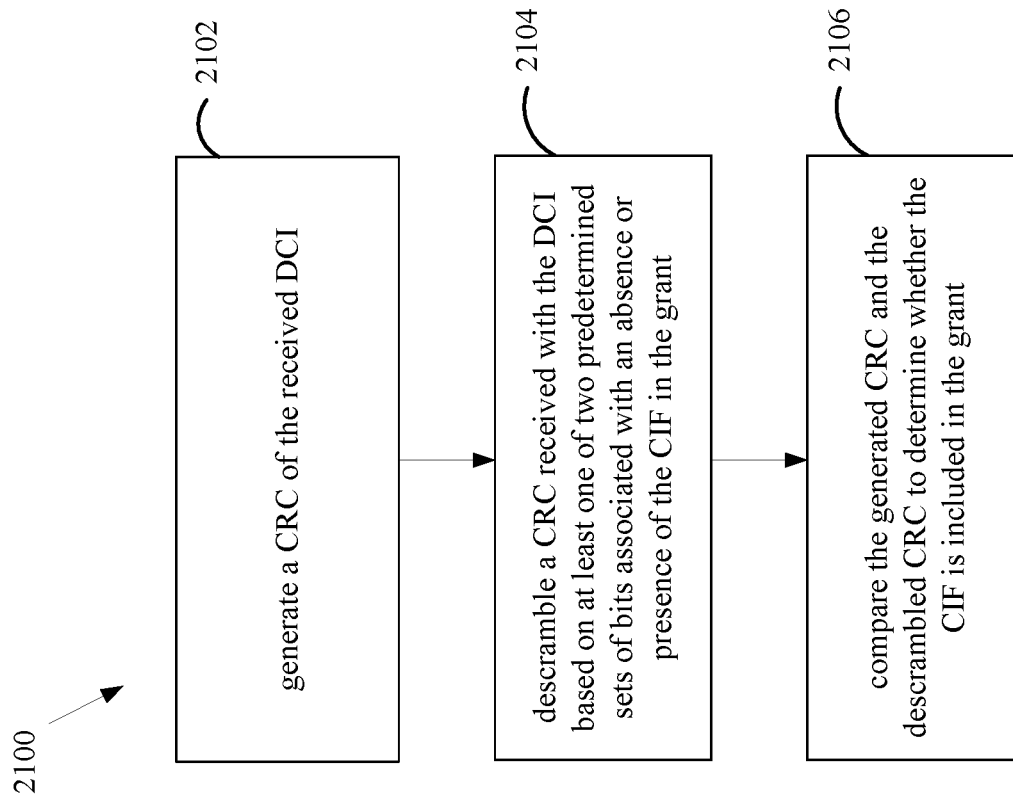 2100
generate a CRC of the received DCI
2102
descramble a CRC received with the DCI
based on at least one of two predetermined
sets of bits associated with an absence or
presence of the CIF in the grant
2104
compare the generated CRC and the
descrambled CRC to determine whether the
CIF is included in the grant
2106